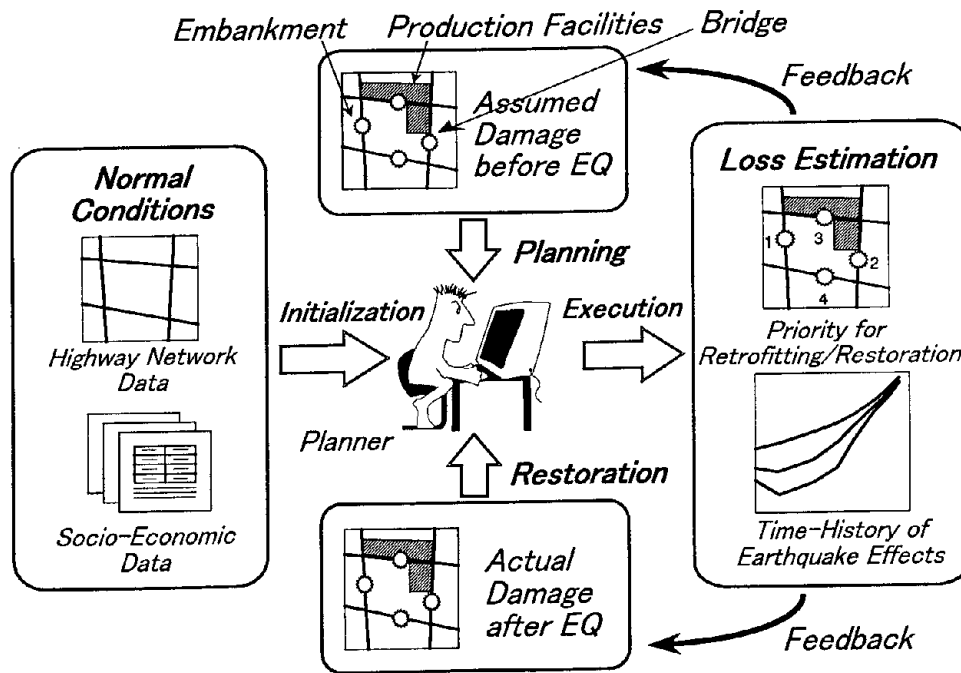 Embankment
Production Facilities
Bridge
Assumed
Damage
before EQ
Feedback
Normal
Conditions
Highway Network
Data
Socio-Economic
Data
Planning
Initialization
Execution
Planner
Restoration
Actual
Damage
after EQ
Loss Estimation
1
3
2
4
Priority for
Retrofitting/Restoration
Time-History of
Earthquake Effects
Feedback